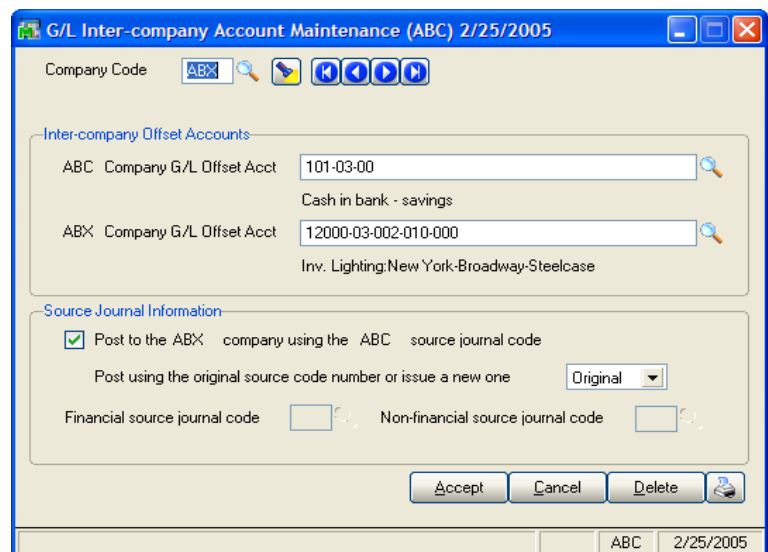 G/L Inter-company Account Maintenance (ABC) 2/25/2005
Company Code ABX
Inter-company Offset Accounts
ABC Company G/L Offset Acct 101-03-00
Cash in bank - savings
ABX Company G/L Offset Acct 12000-03-002-010-000
Inv. Lighting:New York-Broadway-Steelcase
Source Journal Information
Post to the ABX company using the ABC source journal code
Post using the original source code number or issue a new one Original
Financial source journal code Non-financial source journal code
Accept Cancel Delete
ABC 2/25/2005